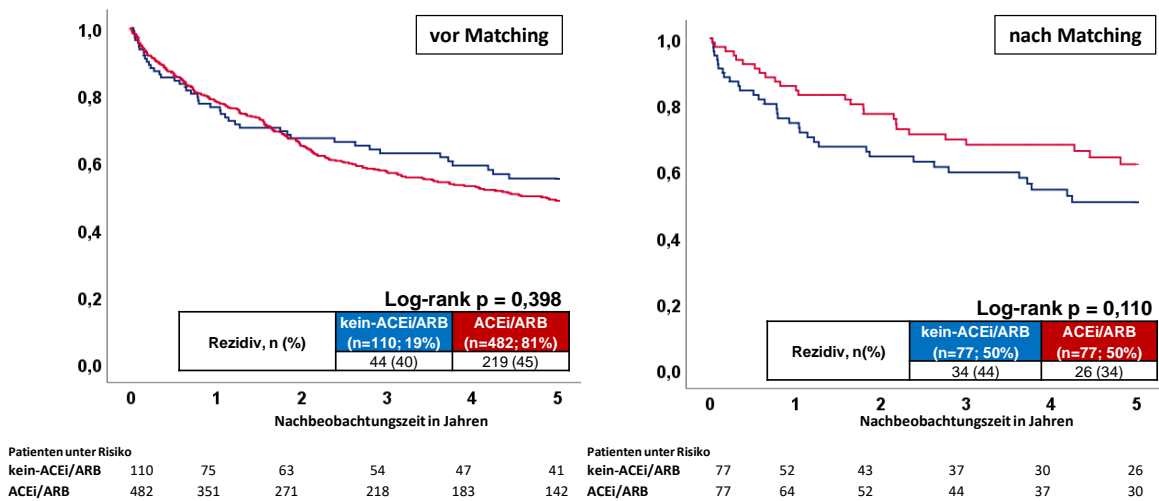 vor Matching
1,0
0,8
0,6
0,4
0,2
0,0
Log-rank p = 0,398
Rezidiv, n (%)
kein-ACEi/ARB
(n=110; 19%)
ACEi/ARB
(n=482; 81%)
44 (40)
219 (45)
0 1 2 3 4 5
Nachbeobachtungszeit in Jahren
Patienten unter Risiko
kein-ACEi/ARB 110 75 63 54 47 41
ACEi/ARB 482 351 271 218 183 142
nach Matching
1,0
0,8
0,6
0,4
0,2
0,0
Log-rank p = 0,110
Rezidiv, n(%)
kein-ACEi/ARB
(n=77; 50%)
ACEi/ARB
(n=77; 50%)
34 (44)
26 (34)
0 1 2 3 4 5
Nachbeobachtungszeit in Jahren
Patienten unter Risiko
kein-ACEi/ARB 77 52 43 37 30 26
ACEi/ARB 77 64 52 44 37 30